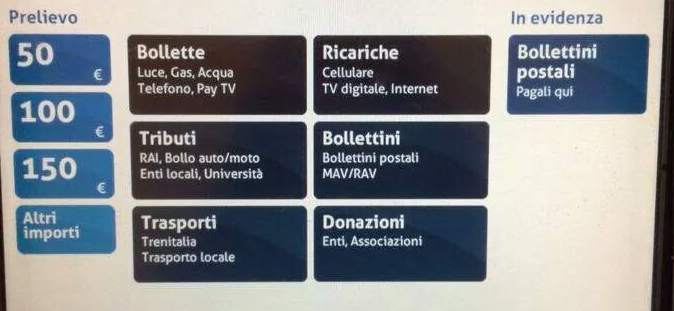 Prelievo
50
€
100
€
150
€
Altri
importi
Bollette
Luce, Gas, Acqua
Telefono, Pay TV
Ricariche
Cellulare
TV digitale, Internet
Tributi
RAI, Bollo auto/moto
Enti locali, Università
Bollettini
Bollettini postali
MAV/RAV
Trasporti
Trenitalia
Trasporto locale
Donazioni
Enti, Associazioni
In evidenza
Bollettini
postali
Pagali qui